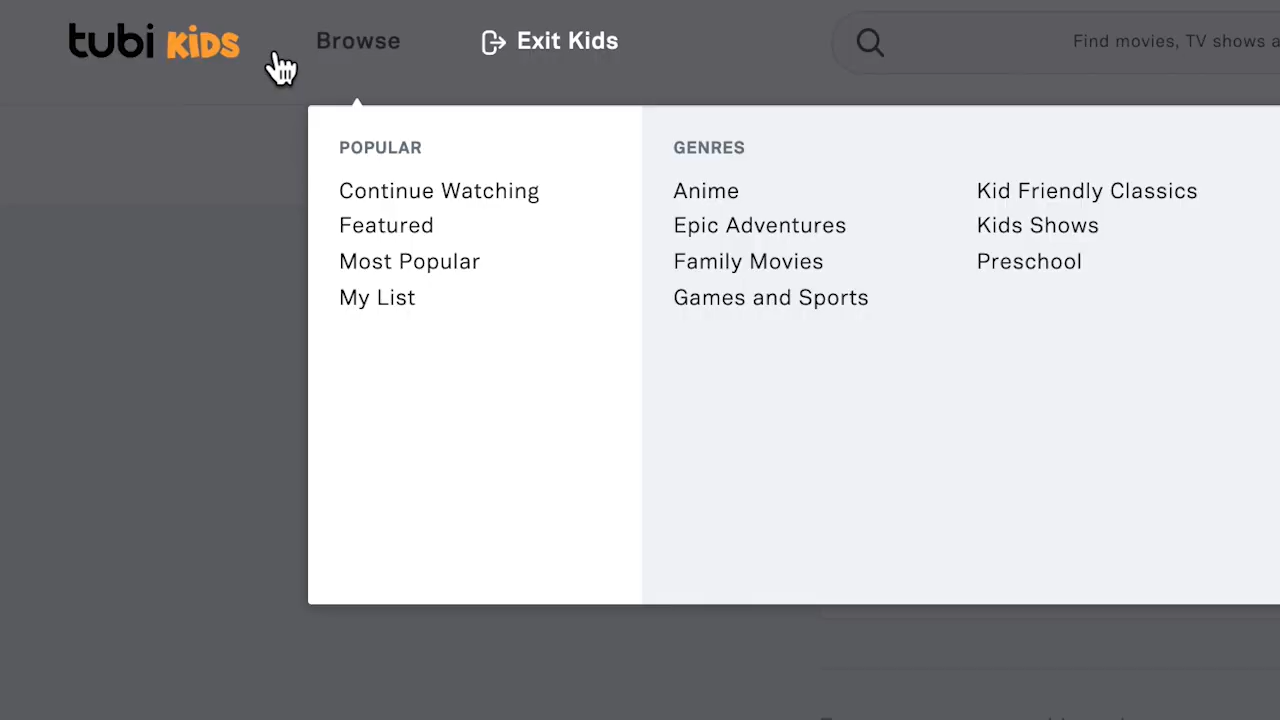 tubi KIDS
Browse
Exit Kids
Find movies, TV shows a
POPULAR
Continue Watching
Featured
Most Popular
My List
GENRES
Anime
Epic Adventures
Family Movies
Games and Sports
Kid Friendly Classics
Kids Shows
Preschool